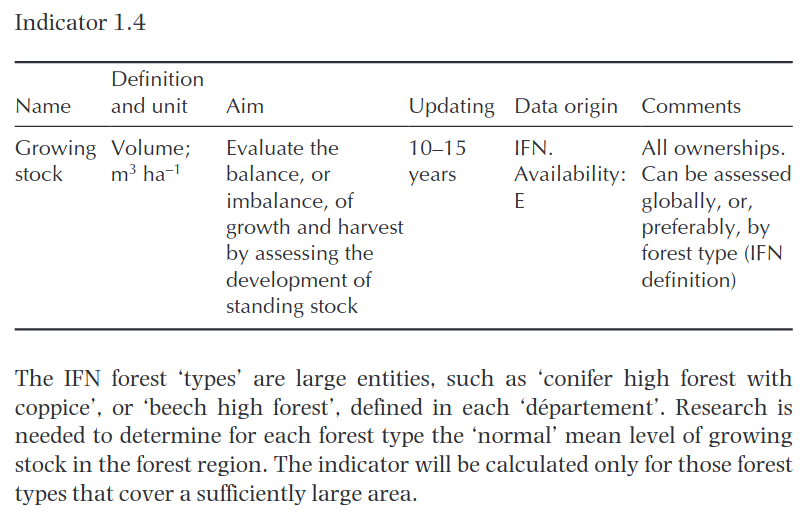 Indicator 1.4
Name Definition and unit Aim Updating Data origin Comments
Growing stock Volume; m³ ha⁻¹ Evaluate the balance, or imbalance, of growth and harvest by assessing the development of standing stock 10–15 years IFN. Availability: E All ownerships. Can be assessed globally, or, preferably, by forest type (IFN definition)
The IFN forest ‘types’ are large entities, such as ‘conifer high forest with
coppice’, or ‘beech high forest’, defined in each ‘département’. Research is
needed to determine for each forest type the ‘normal’ mean level of growing
stock in the forest region. The indicator will be calculated only for those forest
types that cover a sufficiently large area.